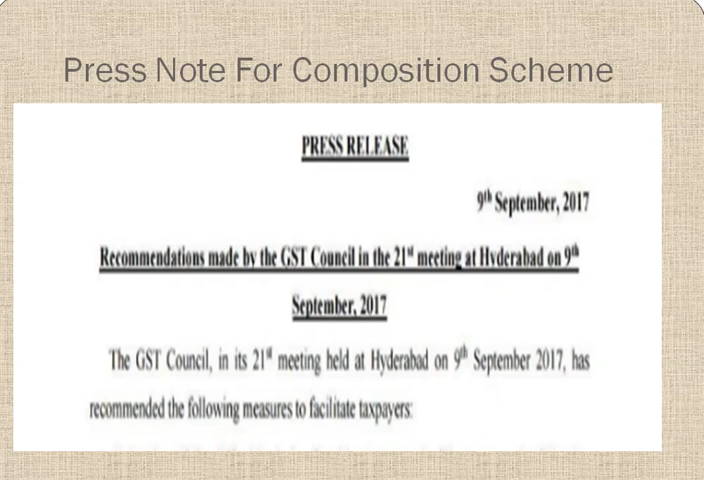 Press Note For Composition Scheme
PRESS RELEASE
9th September, 2017
Recommendations made by the GST Council in the 21st meeting at Hyderabad on 9th
September, 2017
The GST Council, in its 21st meeting held at Hyderabad on 9th September 2017, has
recommended the following measures to facilitate taxpayers: